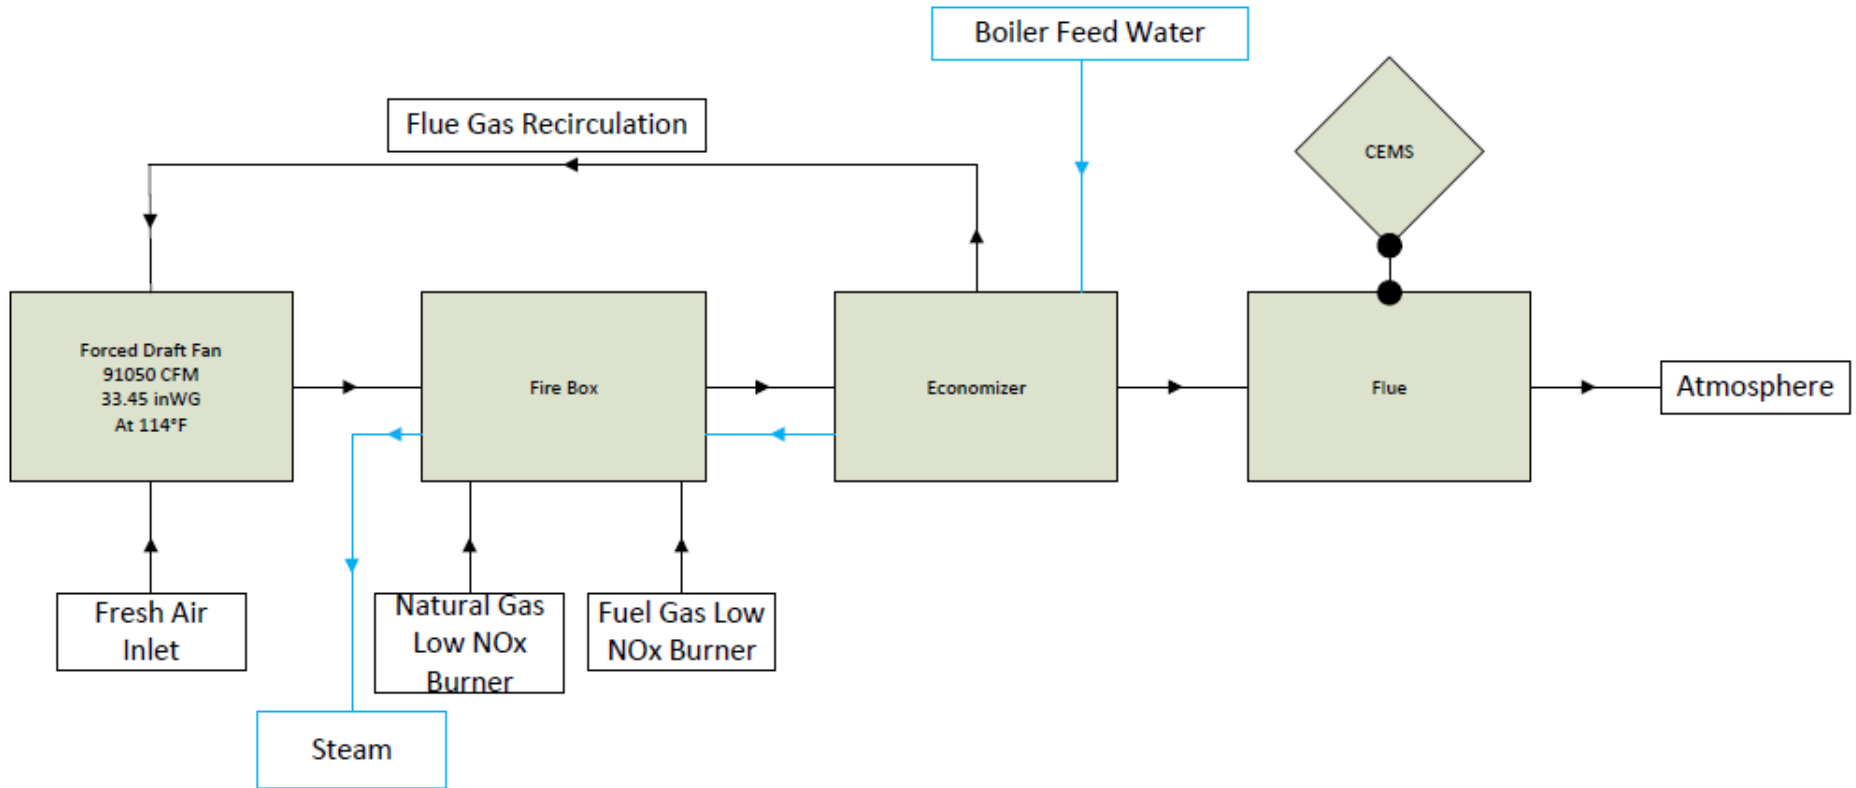 Boiler Feed Water
Flue Gas Recirculation
CEMS
Forced Draft Fan
91050 CFM
33.45 inWG
At 114°F
Fire Box
Economizer
Flue
Atmosphere
Fresh Air
Inlet
Natural Gas
Low NOx
Burner
Fuel Gas Low
NOx Burner
Steam